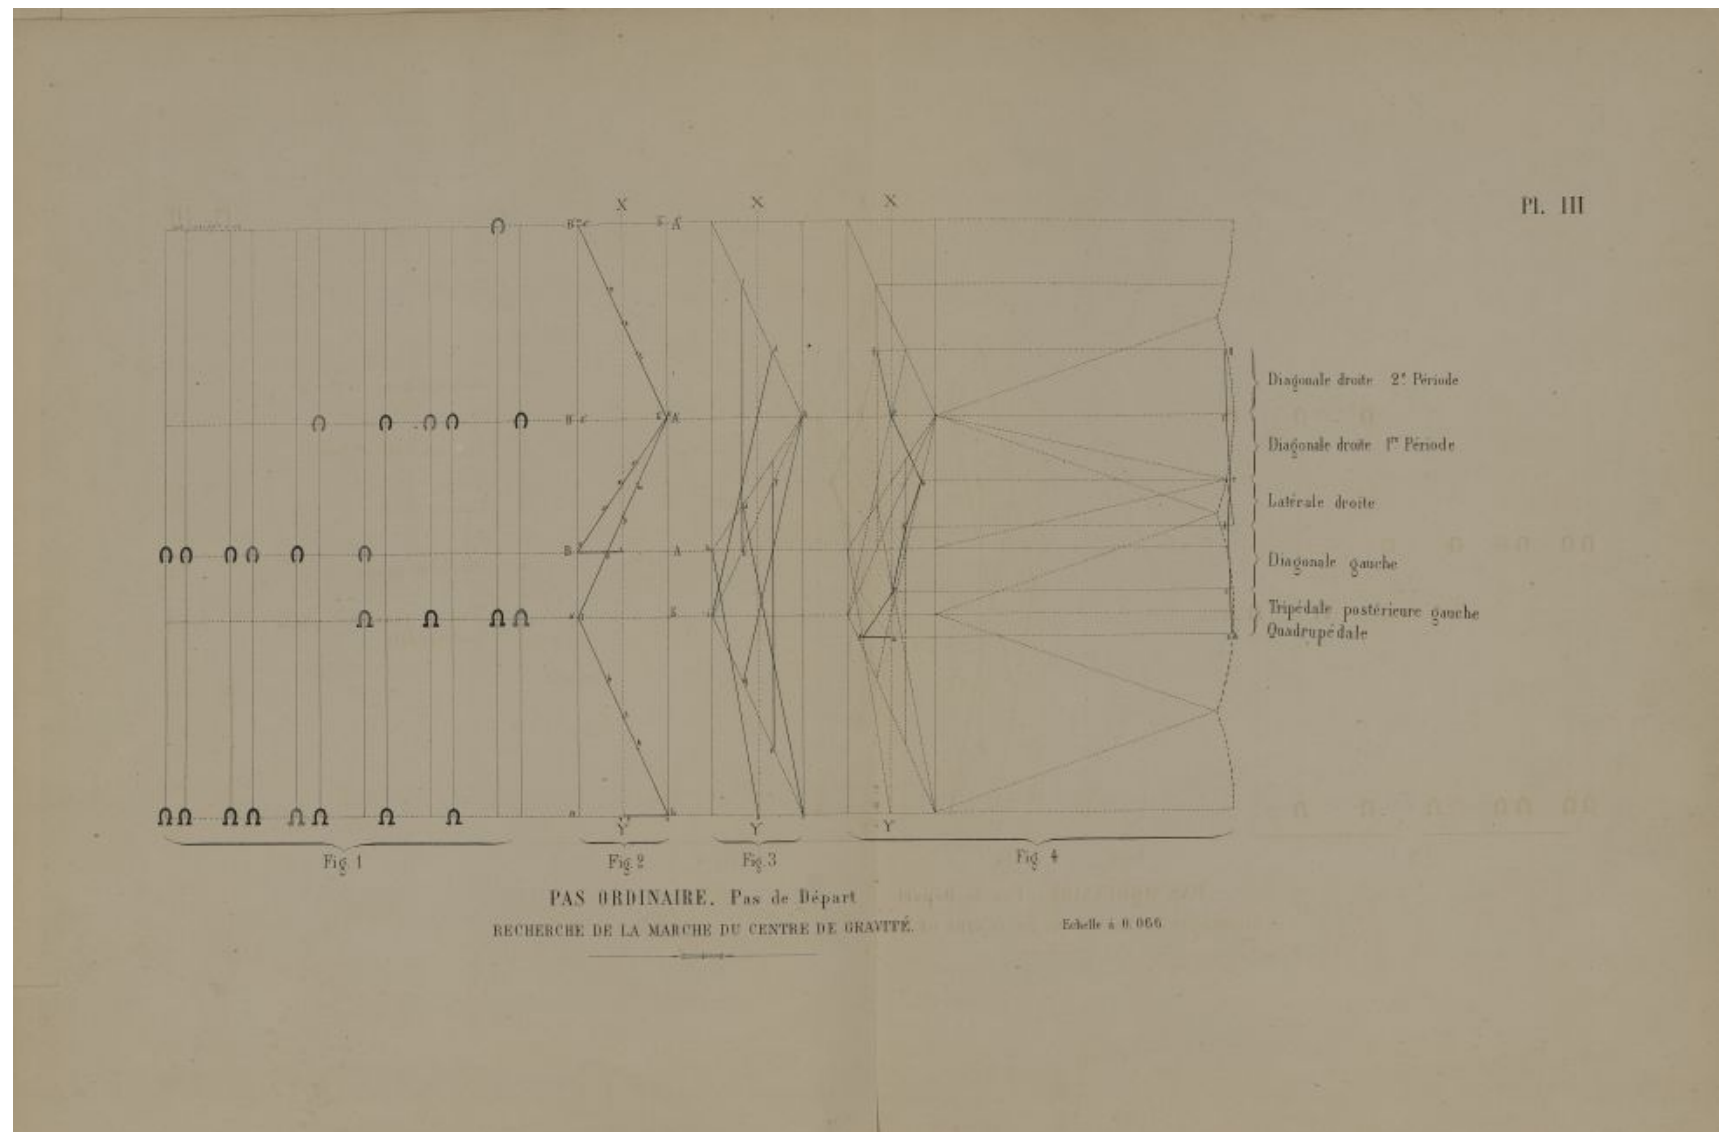 Pl. III
X X X
B A
Diagonale droite 2e Période
Diagonale droite 1re Période
Latérale droite
B A
Diagonale gauche
Tripédale postérieure gauche
Quadrupédale
Y Y Y
Fig. 1 Fig. 2 Fig. 3 Fig. 4
PAS ORDINAIRE. Pas de Départ
RECHERCHE DE LA MARCHE DU CENTRE DE GRAVITÉ.
Echelle à 0.066